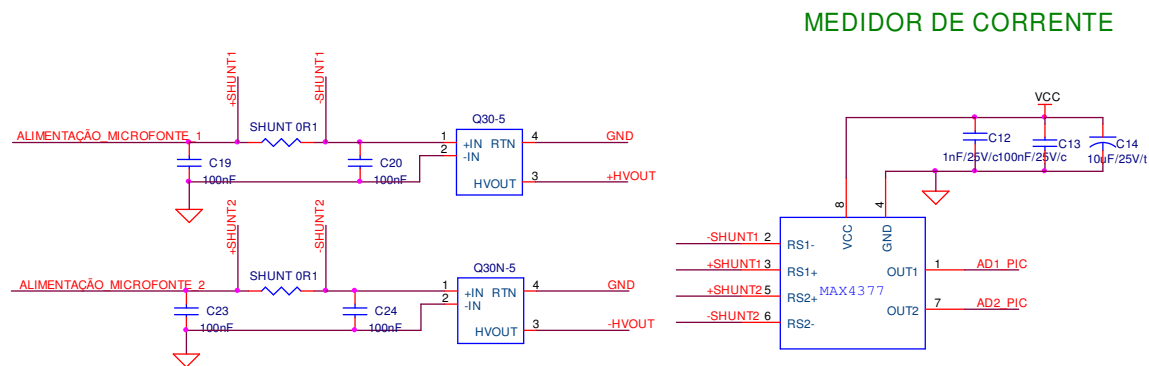 MEDIDOR DE CORRENTE
+SHUNT1
-SHUNT1
ALIMENTAÇÃO_MICROFONTE_1
SHUNT 0R1
C19
100nF
C20
100nF
Q30-5
1
2
+IN RTN
-IN
HVOUT
4
3
GND
+HVOUT
+SHUNT2
-SHUNT2
ALIMENTAÇÃO_MICROFONTE_2
SHUNT 0R1
C23
100nF
C24
100nF
Q30N-5
1
2
+IN RTN
-IN
HVOUT
4
3
GND
-HVOUT
VCC
C12
1nF/25V/c
C13
100nF/25V/c
C14
10uF/25V/t
8
4
VCC
GND
-SHUNT1 2 RS1-
+SHUNT1 3 RS1+
+SHUNT2 5 RS2+
-SHUNT2 6 RS2-
MAX4377
OUT1 1 AD1_PIC
OUT2 7 AD2_PIC